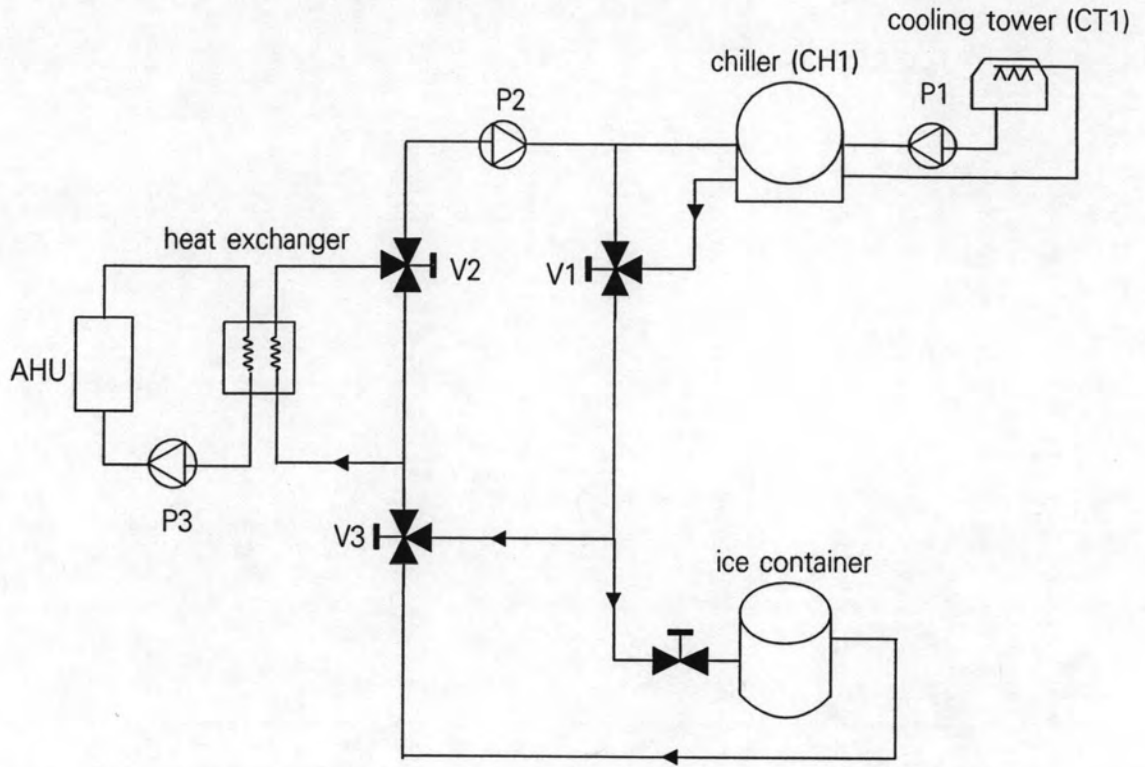 cooling tower (CT1)
chiller (CH1)
P2
P1
heat exchanger
V2
V1
AHU
P3
V3
ice container